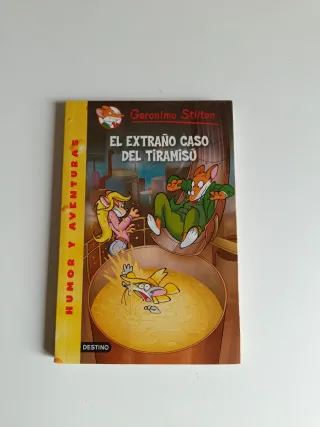 Geronimo Stilton
EL EXTRAÑO CASO
DEL TIRAMISÚ
HUMOR Y AVENTURAS
DESTINO